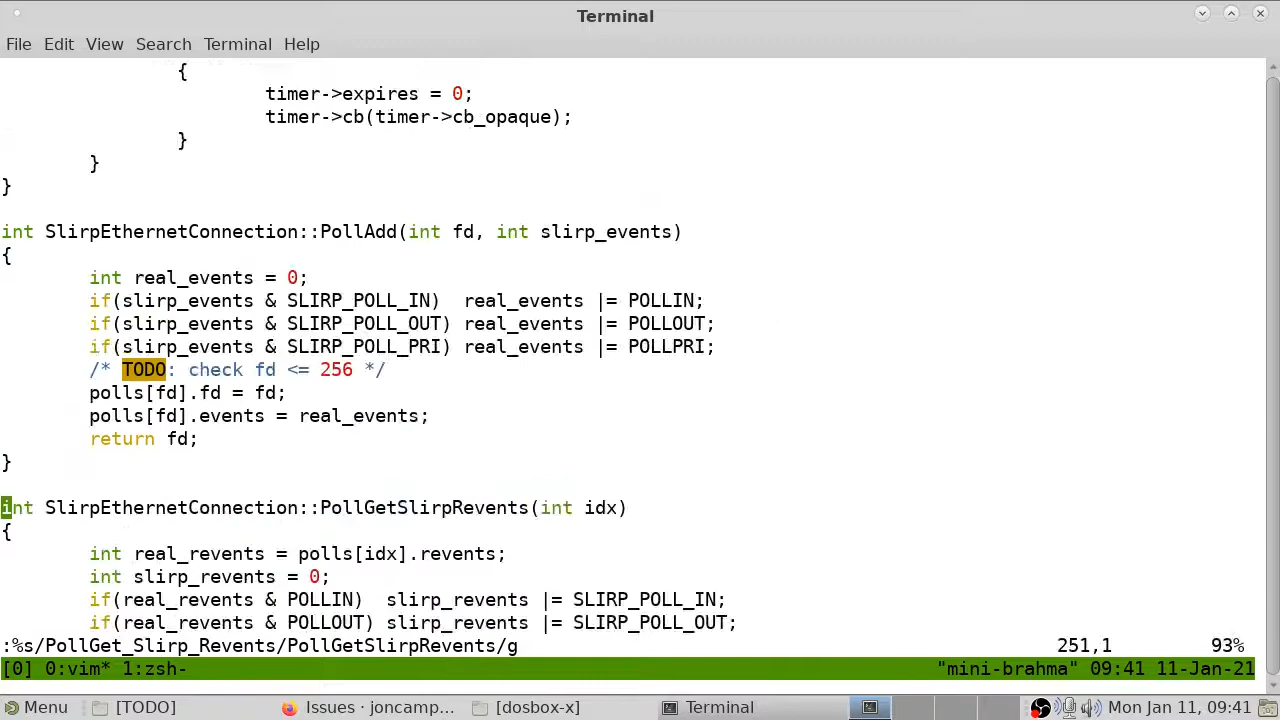 Terminal
File Edit View Search Terminal Help
{
timer->expires = 0;
timer->cb(timer->cb_opaque);
}
}
}
int SlirpEthernetConnection::PollAdd(int fd, int slirp_events)
{
int real_events = 0;
if(slirp_events & SLIRP_POLL_IN)  real_events |= POLLIN;
if(slirp_events & SLIRP_POLL_OUT) real_events |= POLLOUT;
if(slirp_events & SLIRP_POLL_PRI) real_events |= POLLPRI;
/* TODO: check fd <= 256 */
polls[fd].fd = fd;
polls[fd].events = real_events;
return fd;
}
int SlirpEthernetConnection::PollGetSlirpRevents(int idx)
{
int real_revents = polls[idx].revents;
int slirp_revents = 0;
if(real_revents & POLLIN)  slirp_revents |= SLIRP_POLL_IN;
if(real_revents & POLLOUT) slirp_revents |= SLIRP_POLL_OUT;
:%s/PollGet_Slirp_Revents/PollGetSlirpRevents/g 251,1 93%
[0] 0:vim* 1:zsh- "mini-brahma" 09:41 11-Jan-21
Menu [TODO] Issues · joncamp... [dosbox-x] Terminal Mon Jan 11, 09:41